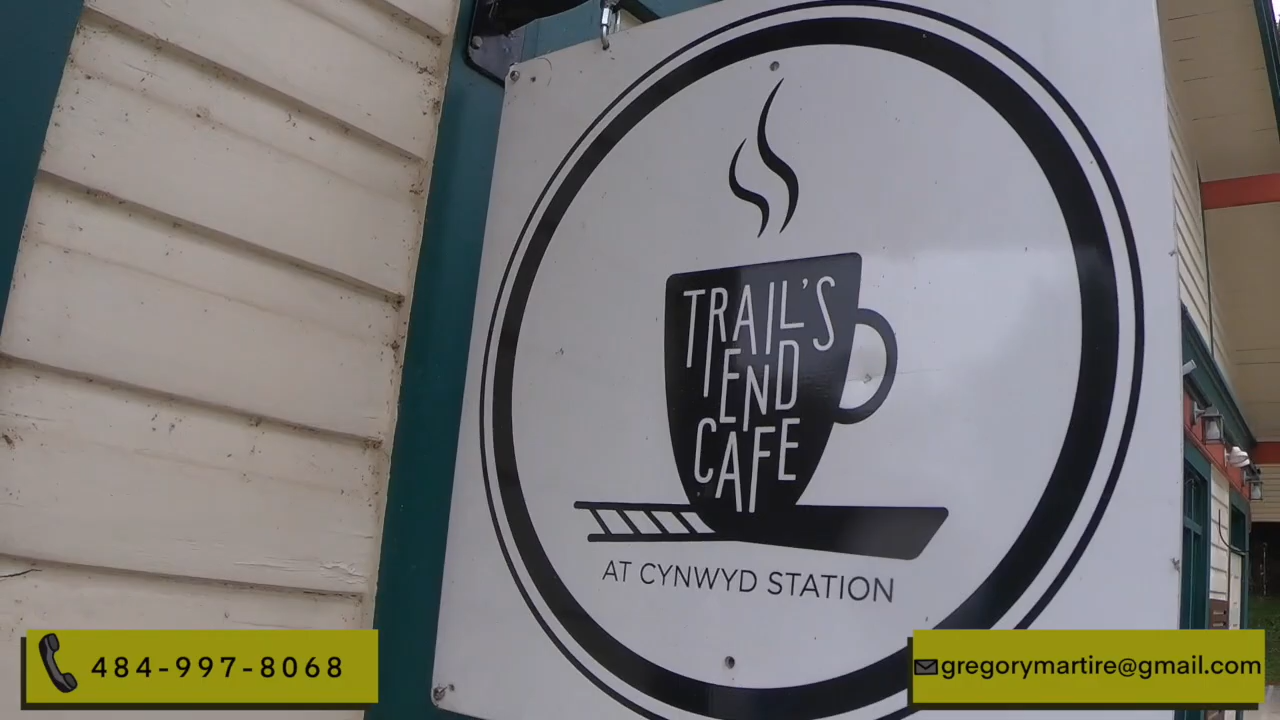 TRAIL'S
END
CAFE
AT CYNWYD STATION
484-997-8068
gregorymartire@gmail.com